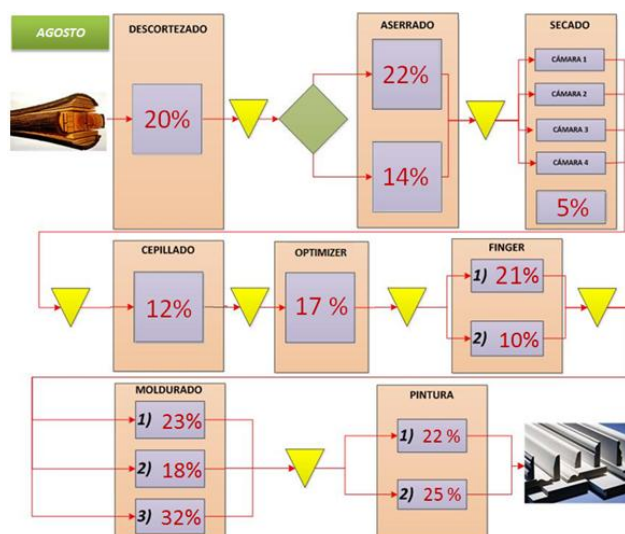 AGOSTO
DESCORTEZADO
20%
ASERRADO
22%
14%
SECADO
CÁMARA 1
CÁMARA 2
CÁMARA 3
CÁMARA 4
5%
CEPILLADO
12%
OPTIMIZER
17 %
FINGER
1) 21%
2) 10%
MOLDURADO
1) 23%
2) 18%
3) 32%
PINTURA
1) 22 %
2) 25 %